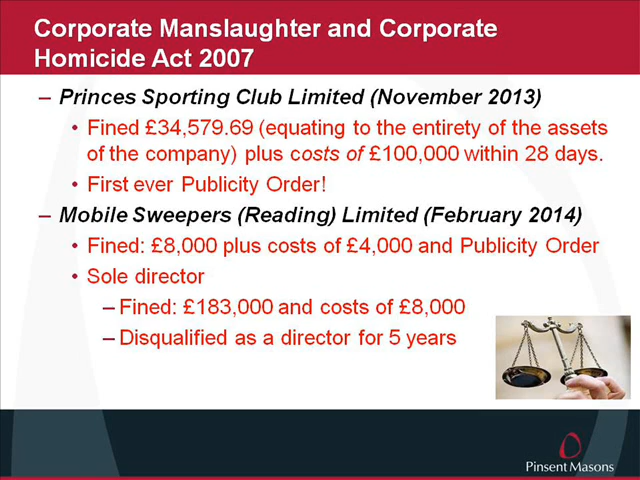 Corporate Manslaughter and Corporate
Homicide Act 2007
– Princes Sporting Club Limited (November 2013)
• Fined £34,579.69 (equating to the entirety of the assets
of the company) plus costs of £100,000 within 28 days.
• First ever Publicity Order!
– Mobile Sweepers (Reading) Limited (February 2014)
• Fined: £8,000 plus costs of £4,000 and Publicity Order
• Sole director
– Fined: £183,000 and costs of £8,000
– Disqualified as a director for 5 years
Pinsent Masons